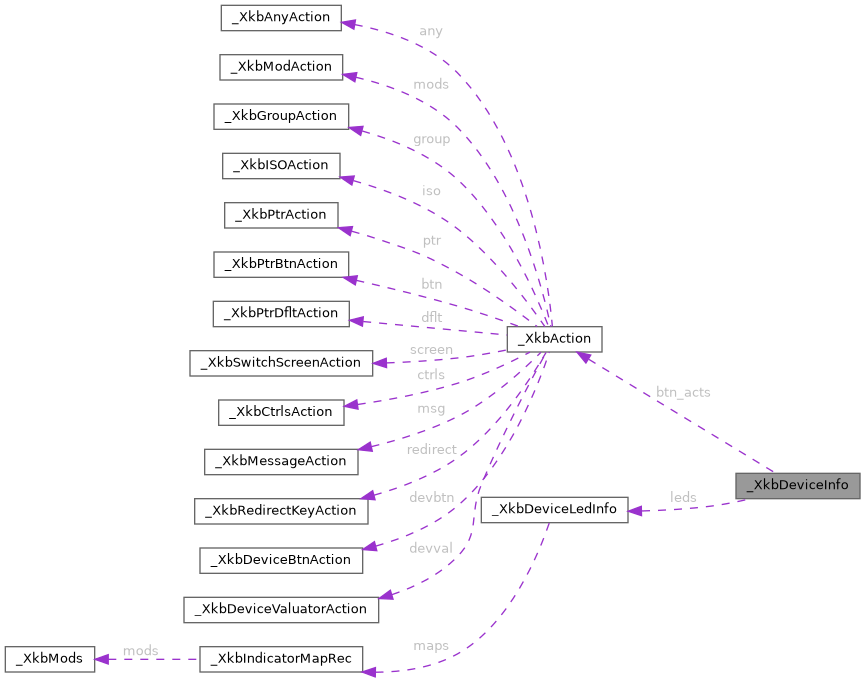 _XkbAnyAction
any
_XkbModAction
mods
_XkbGroupAction
group
_XkbISOAction
iso
_XkbPtrAction
ptr
_XkbPtrBtnAction
btn
_XkbPtrDfltAction
dflt
_XkbAction
_XkbSwitchScreenAction
screen
ctrls
btn_acts
_XkbCtrlsAction
msg
_XkbMessageAction
redirect
_XkbDeviceInfo
_XkbRedirectKeyAction
devbtn
_XkbDeviceLedInfo
leds
_XkbDeviceBtnAction
devval
_XkbDeviceValuatorAction
maps
_XkbMods
mods
_XkbIndicatorMapRec